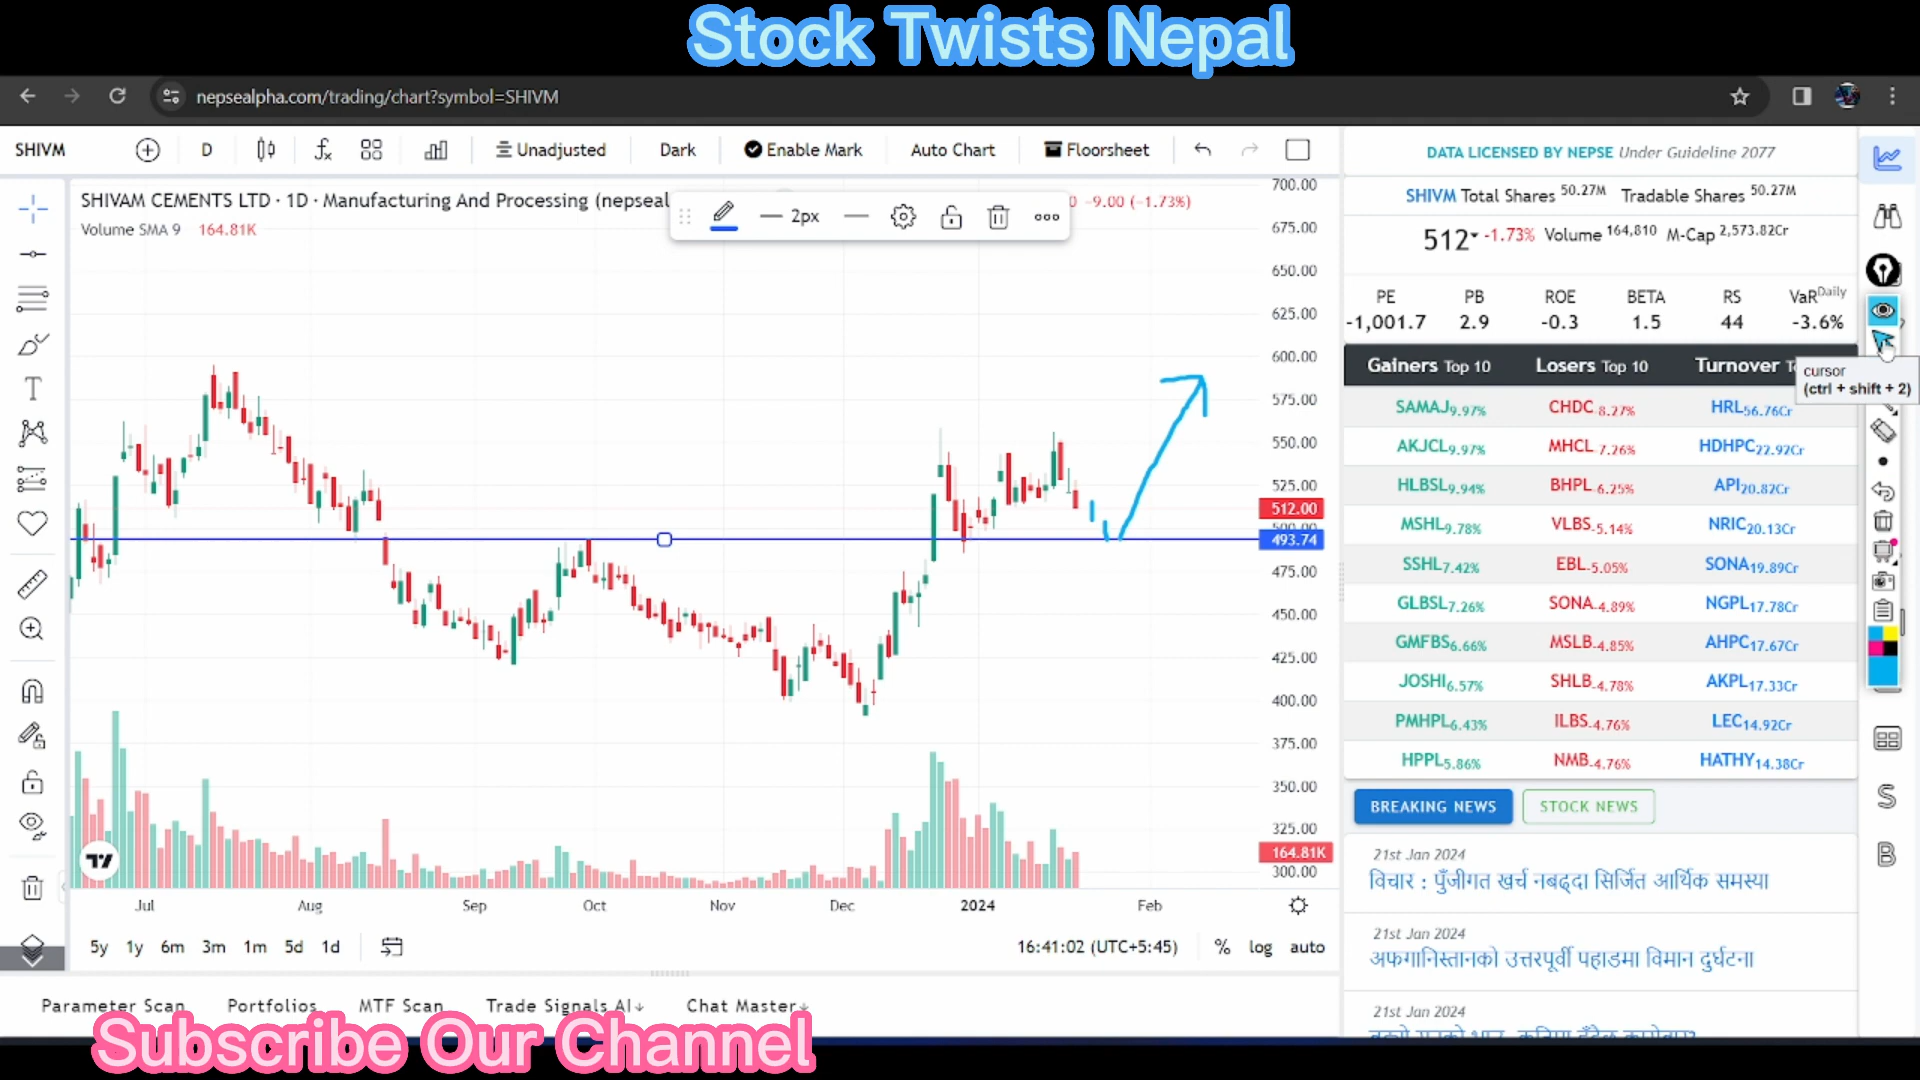 Stock Twists Nepal
nepsealpha.com/trading/chart?symbol=SHIVM
SHIVM
D
Unadjusted
Dark
Enable Mark
Auto Chart
Floorsheet
SHIVAM CEMENTS LTD · 1D · Manufacturing And Processing (nepseal
0 -9.00 (-1.73%)
Volume SMA 9 164.81K
2px
700.00
675.00
650.00
625.00
600.00
575.00
550.00
525.00
512.00
500.00
493.74
475.00
450.00
425.00
400.00
375.00
350.00
325.00
164.81K
300.00
Jul Aug Sep Oct Nov Dec 2024 Feb
5y 1y 6m 3m 1m 5d 1d
16:41:02 (UTC+5:45) % log auto
Parameter Scan Portfolios MTF Scan Trade Signals AI↓ Chat Master↓
Subscribe Our Channel
DATA LICENSED BY NEPSE Under Guideline 2077
SHIVM Total Shares 50.27M Tradable Shares 50.27M
512 -1.73% Volume 164,810 M-Cap 2,573.82Cr
PE PB ROE BETA RS VaR Daily
-1,001.7 2.9 -0.3 1.5 44 -3.6%
Gainers Top 10 Losers Top 10 Turnover
cursor
(ctrl + shift + 2)
SAMAJ 9.97% CHDC -8.27% HRL 56.76Cr
AKJCL 9.97% MHCL -7.26% HDHPC 22.92Cr
HLBSL 9.94% BHPL -6.25% API 20.82Cr
MSHL 9.78% VLBS -5.14% NRIC 20.13Cr
SSHL 7.42% EBL -5.05% SONA 19.89Cr
GLBSL 7.26% SONA -4.89% NGPL 17.78Cr
GMFBS 6.66% MSLB -4.85% AHPC 17.67Cr
JOSHI 6.57% SHLB -4.78% AKPL 17.33Cr
PMHPL 6.43% ILBS -4.76% LEC 14.92Cr
HPPL 5.86% NMB -4.76% HATHY 14.38Cr
BREAKING NEWS STOCK NEWS
21st Jan 2024
विचार : पुँजीगत खर्च नबढ्दा सिर्जित आर्थिक समस्या
21st Jan 2024
अफगानिस्तानको उत्तरपूर्वी पहाडमा विमान दुर्घटना
21st Jan 2024
S
B